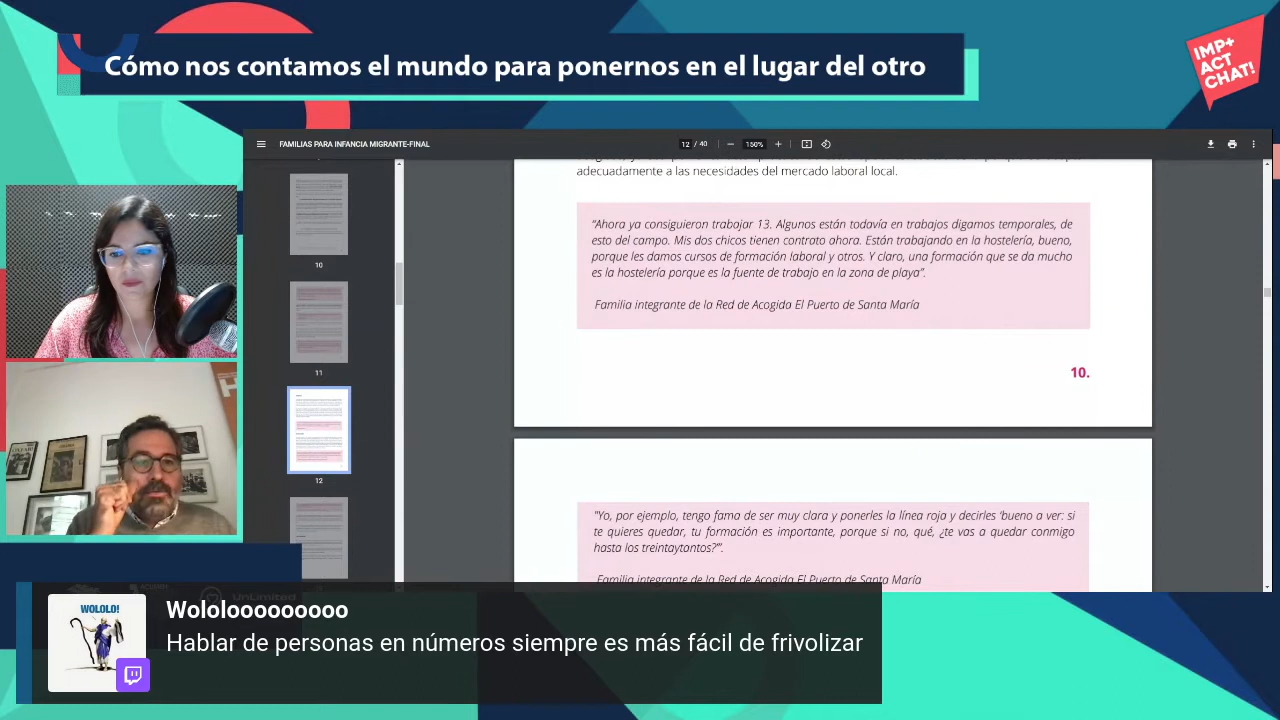 Cómo nos contamos el mundo para ponernos en el lugar del otro
IMP+
ACT
CHAT!
FAMILIAS PARA INFANCIA MIGRANTE-FINAL
12 / 40
150%
10
11
12
adecuadamente a las necesidades del mercado laboral local.
“Ahora ya consiguieron trabajar 13. Algunos están todavía en trabajos digamos temporales, de
esto del campo. Mis dos chicos tienen contrato ahora. Están trabajando en la hostelería, bueno,
porque les damos cursos de formación laboral y otros. Y claro, una formación que se da mucho
es la hostelería porque es la fuente de trabajo en la zona de playa”.
Familia integrante de la Red de Acogida El Puerto de Santa María
10.
"Yo, por ejemplo, tengo fama de ser muy clara y ponerles la línea roja y decirles ‘bueno a ver: si
te quieres quedar, tu formación es importante, porque si no, qué, ¿te vas a quedar conmigo
hasta los treintaytantos?’”.
Familia integrante de la Red de Acogida El Puerto de Santa María
UnLimited
WOLOLO!
Wololooooooooo
Hablar de personas en números siempre es más fácil de frivolizar